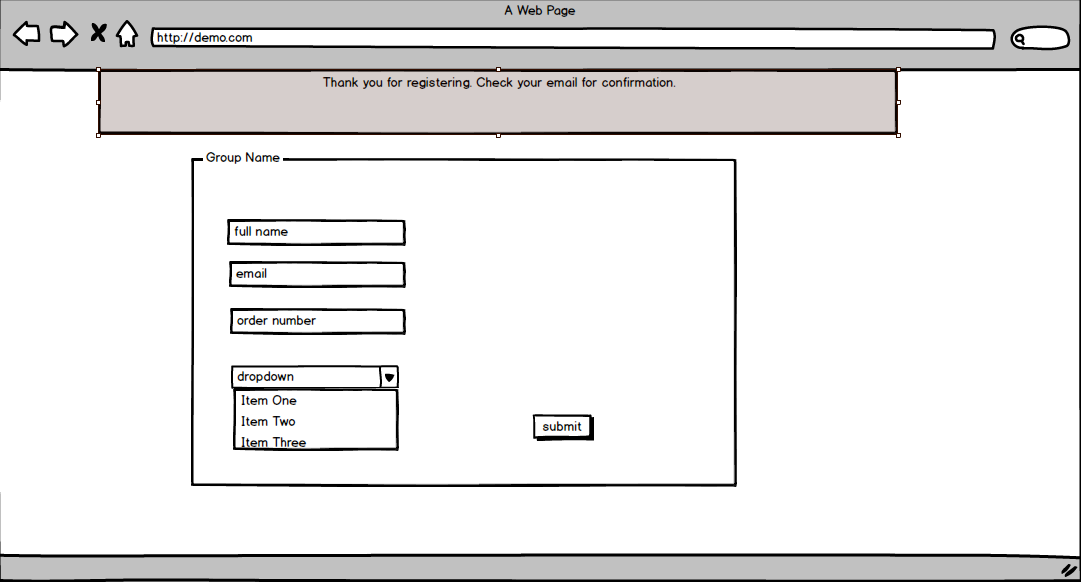 A Web Page
http://demo.com
Thank you for registering. Check your email for confirmation.
Group Name
full name
email
order number
dropdown
Item One
Item Two
Item Three
submit